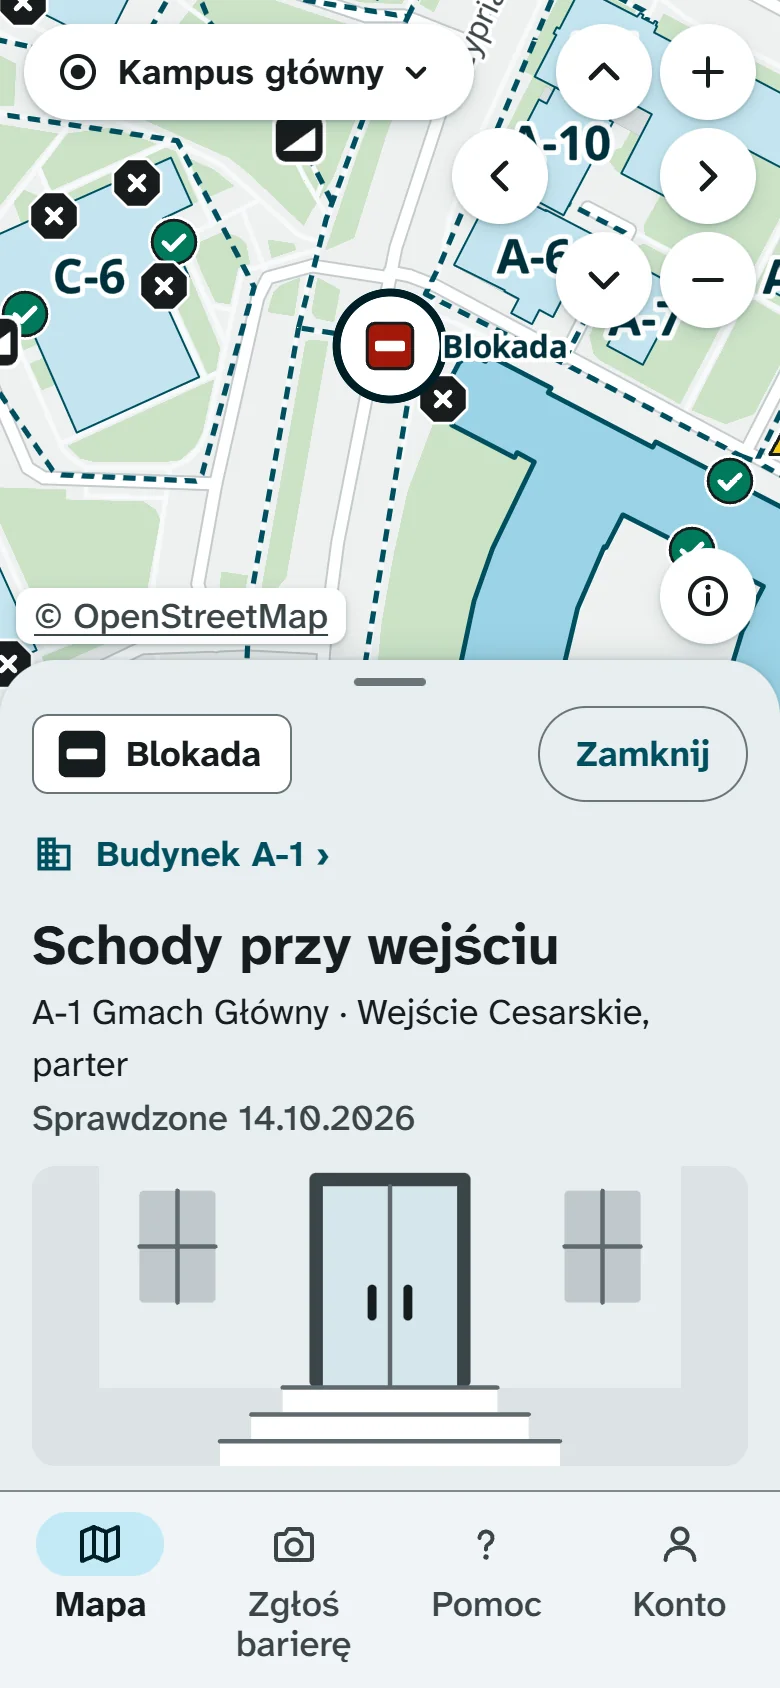 Kampus główny
A-10
C-6
A-6
A-7
Blokada
© OpenStreetMap
Blokada
Zamknij
Budynek A-1 ›
Schody przy wejściu
A-1 Gmach Główny · Wejście Cesarskie,
parter
Sprawdzone 14.10.2026
Mapa
Zgłoś
barierę
Pomoc
Konto